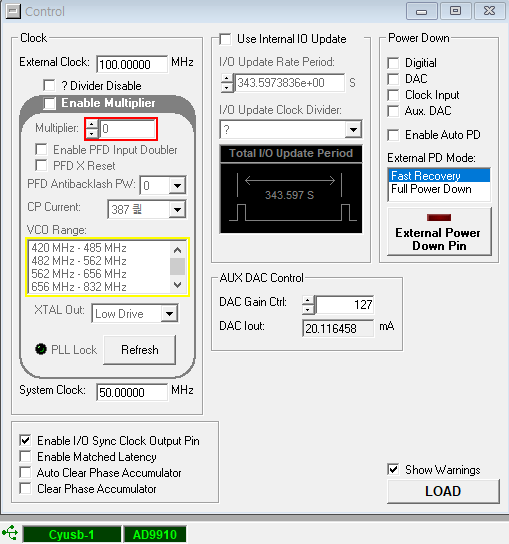 Control
Clock
External Clock: 100.00000 MHz
? Divider Disable
Enable Multiplier
Multiplier: 0
Enable PFD Input Doubler
PFD X Reset
PFD Antibacklash PW: 0
CP Current: 387 킕
VCO Range:
420 MHz - 485 MHz
482 MHz - 562 MHz
562 MHz - 656 MHz
656 MHz - 832 MHz
XTAL Out: Low Drive
PLL Lock Refresh
System Clock: 50.00000 MHz
Enable I/O Sync Clock Output Pin
Enable Matched Latency
Auto Clear Phase Accumulator
Clear Phase Accumulator
Use Internal IO Update
I/O Update Rate Period:
343.5973836e+00 S
I/O Update Clock Divider:
?
Total I/O Update Period
343.597 S
AUX DAC Control
DAC Gain Ctrl: 127
DAC Iout: 20.116458 mA
Power Down
Digitial
DAC
Clock Input
Aux. DAC
Enable Auto PD
External PD Mode:
Fast Recovery
Full Power Down
External Power
Down Pin
Show Warnings
LOAD
Cyusb-1 AD9910